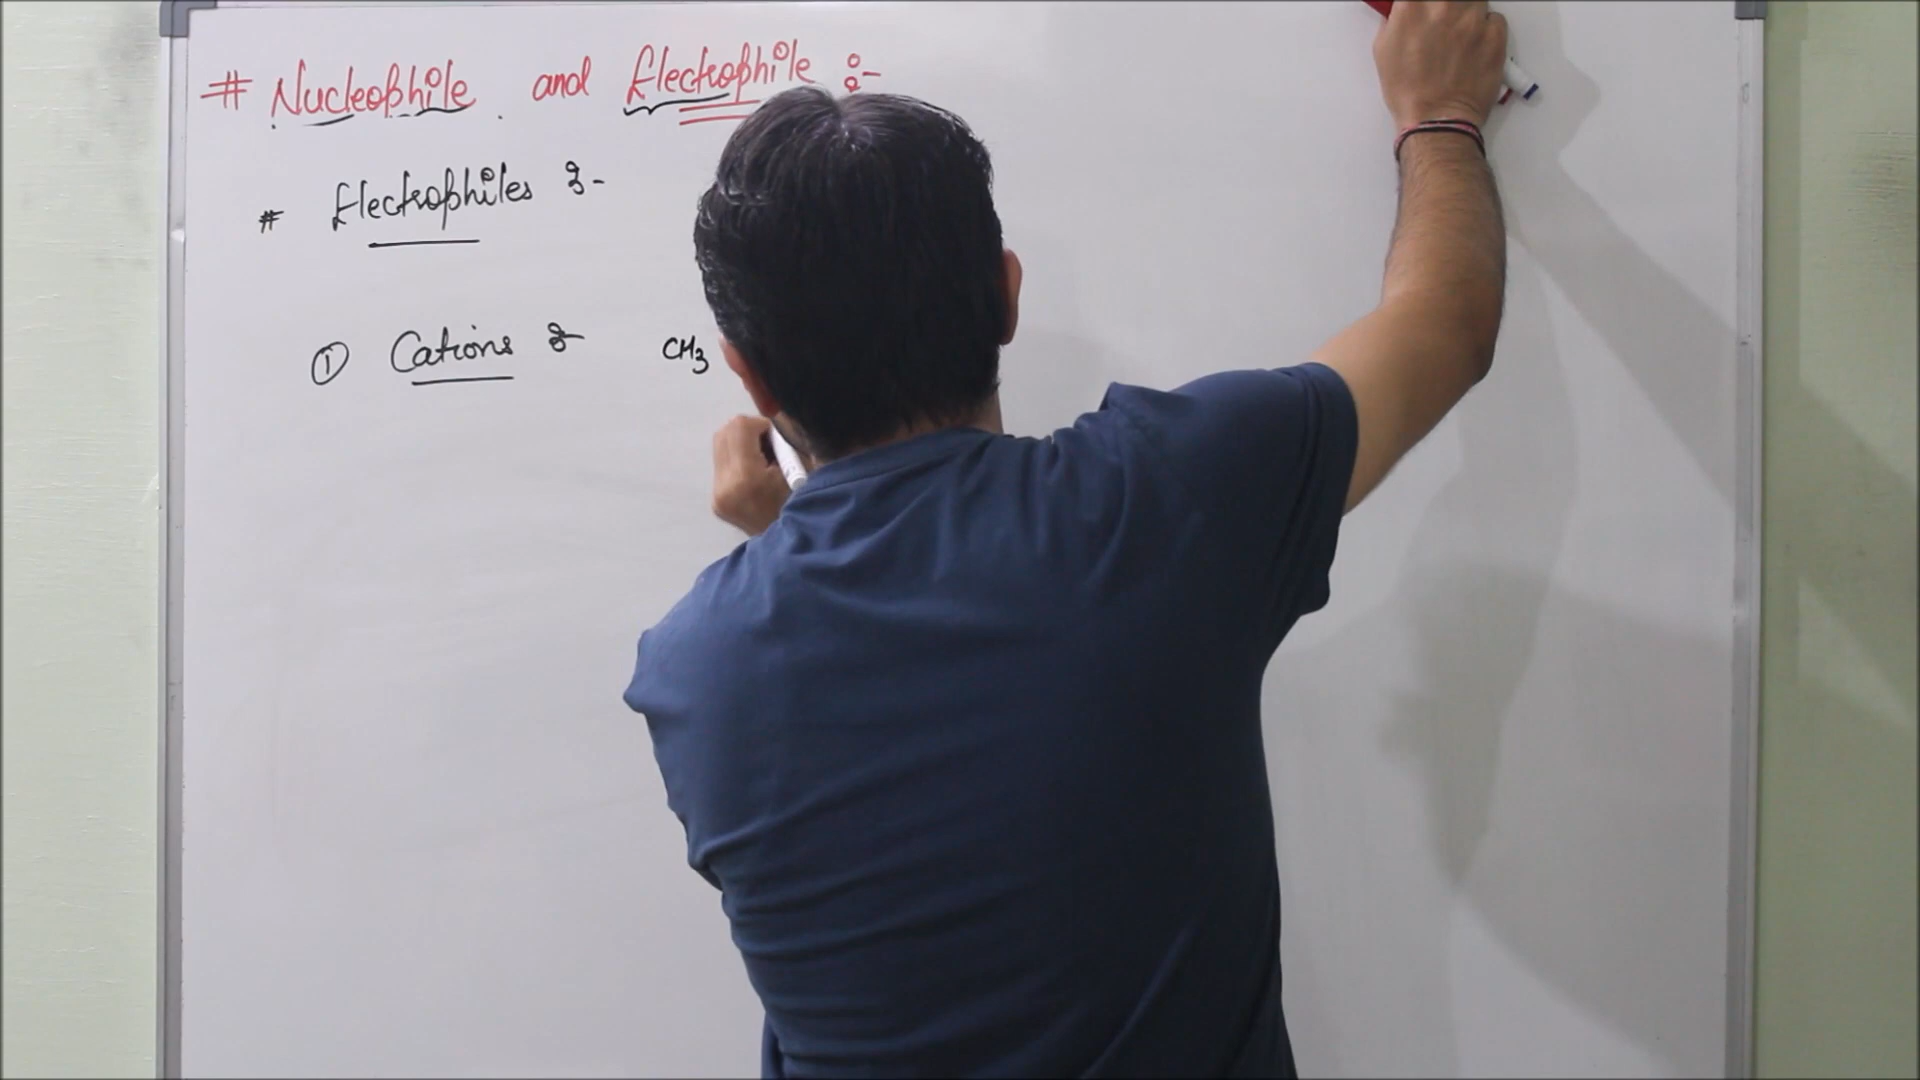 # Nucleophile and Electrophile :-
# Electrophiles :-
① Cations :- CH3